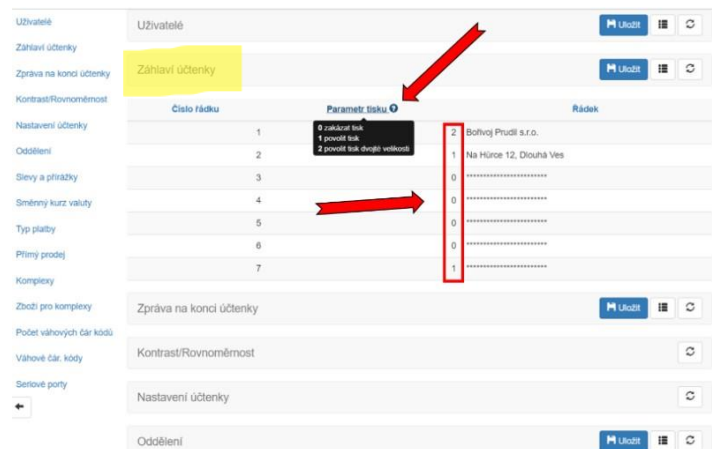 Uživatelé
Záhlaví účtenky
Zpráva na konci účtenky
Kontrast/Rovnoměrnost
Nastavení účtenky
Oddělení
Slevy a přirážky
Směnný kurz valuty
Typ platby
Přímý prodej
Komplexy
Zboží pro komplexy
Počet váhových čár kódů
Váhové čár. kódy
Seriové porty
Uživatelé Uložit
Záhlaví účtenky Uložit
Číslo řádku Parametr tisku Řádek
0 zakázat tisk
1 povolit tisk
2 povolit tisk dvojté velikosti
1 2 Bořivoj Prudil s.r.o.
2 1 Na Hůrce 12, Dlouhá Ves
3 0 ************************
4 0 ************************
5 0 ************************
6 0 ************************
7 1 ************************
Zpráva na konci účtenky Uložit
Kontrast/Rovnoměrnost
Nastavení účtenky
Oddělení Uložit